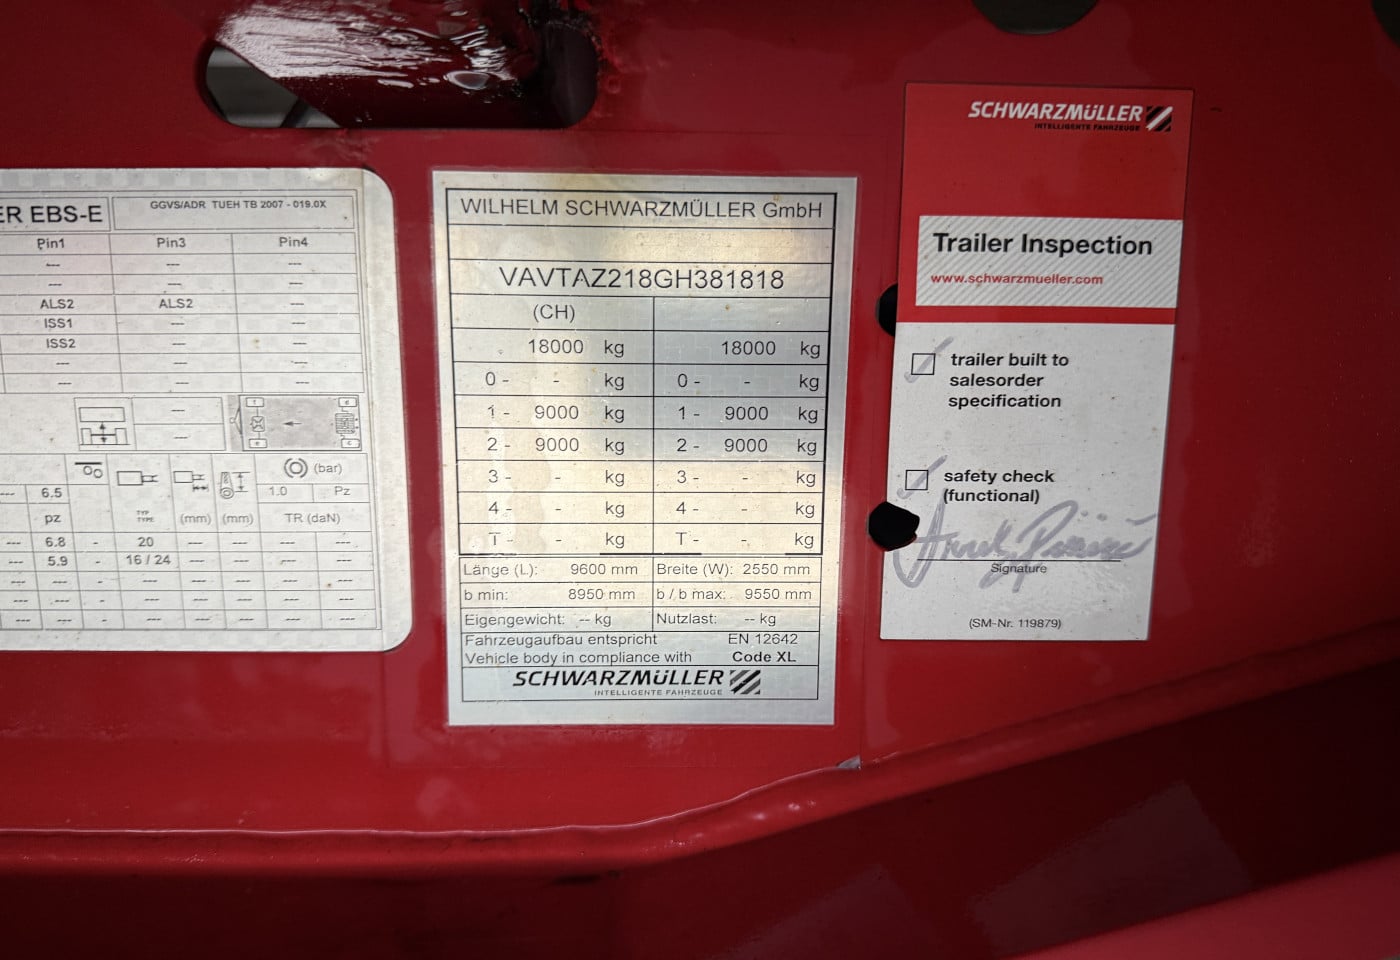 ER EBS-E GGVS/ADR TUEH TB 2007 - 019.0X
Pin1 Pin3 Pin4
--- --- ---
--- --- ---
ALS2 ALS2 ---
ISS1 --- ---
ISS2 --- ---
--- --- ---
--- --- ---
---
---
(bar)
--- 6.5 1.0 Pz
pz TYP TYPE (mm) (mm) TR (daN)
--- 6.8 - 20 --- --- --- ---
--- 5.9 - 16 / 24 --- --- --- ---
--- --- - --- --- --- --- ---
--- --- - --- --- --- --- ---
--- --- - --- --- --- --- ---
WILHELM SCHWARZMÜLLER GmbH
VAVTAZ218GH381818
(CH)
18000 kg 18000 kg
0 - - kg 0 - - kg
1 - 9000 kg 1 - 9000 kg
2 - 9000 kg 2 - 9000 kg
3 - - kg 3 - - kg
4 - - kg 4 - - kg
T - - kg T - - kg
Länge (L): 9600 mm Breite (W): 2550 mm
b min: 8950 mm b / b max: 9550 mm
Eigengewicht: -- kg Nutzlast: -- kg
Fahrzeugaufbau entspricht EN 12642
Vehicle body in compliance with Code XL
SCHWARZMÜLLER
INTELLIGENTE FAHRZEUGE
SCHWARZMÜLLER
INTELLIGENTE FAHRZEUGE
Trailer Inspection
www.schwarzmueller.com
trailer built to
salesorder
specification
safety check
(functional)
Signature
(SM-Nr. 119879)